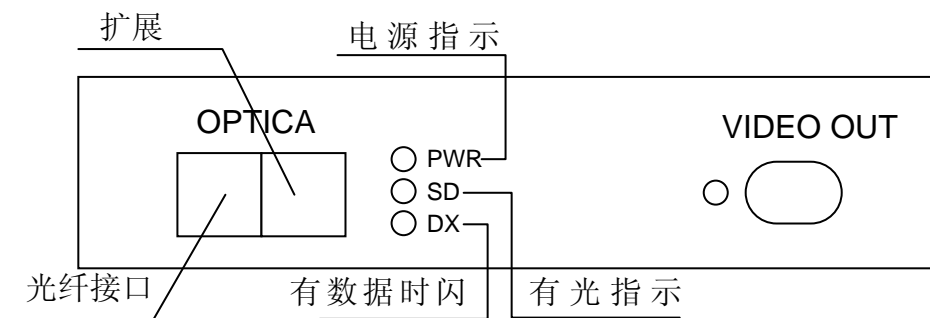 扩展
电源指示
OPTICA
VIDEO OUT
PWR
SD
DX
光纤接口
有数据时闪
有光指示